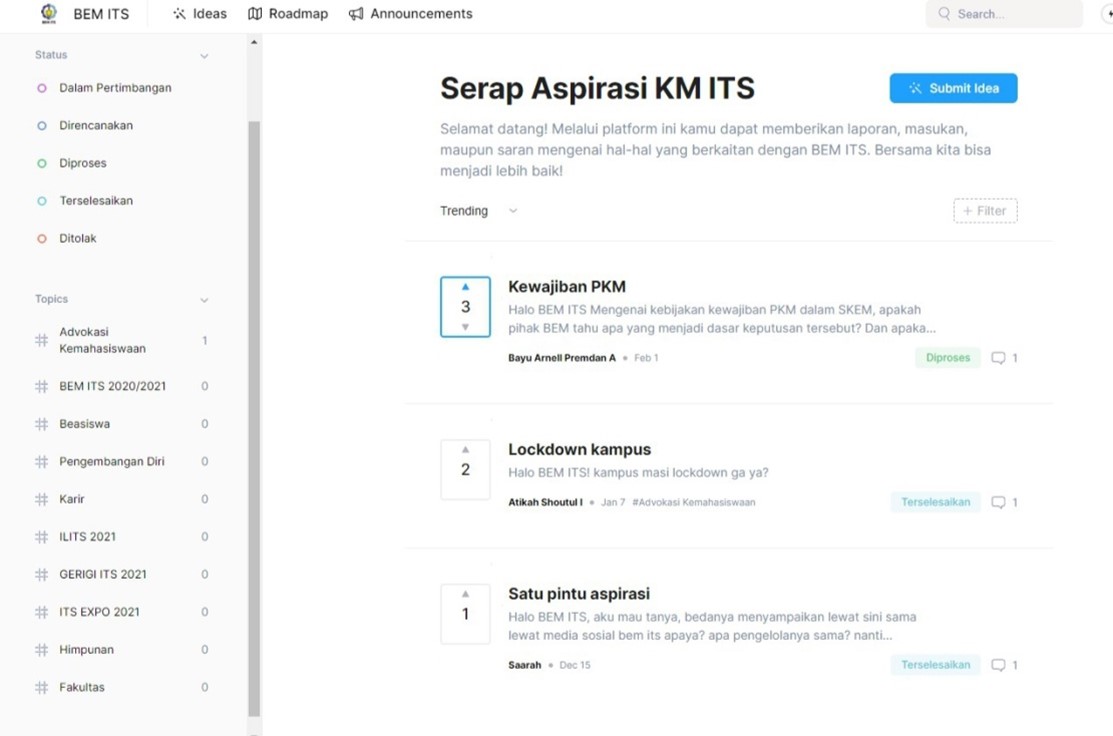 BEM ITS
Ideas
Roadmap
Announcements
Search...
Status
Dalam Pertimbangan
Direncanakan
Diproses
Terselesaikan
Ditolak
Topics
Advokasi
Kemahasiswaan
1
BEM ITS 2020/2021 0
Beasiswa 0
Pengembangan Diri 0
Karir 0
ILITS 2021 0
GERIGI ITS 2021 0
ITS EXPO 2021 0
Himpunan 0
Fakultas 0
Serap Aspirasi KM ITS
Submit Idea
Selamat datang! Melalui platform ini kamu dapat memberikan laporan, masukan,
maupun saran mengenai hal-hal yang berkaitan dengan BEM ITS. Bersama kita bisa
menjadi lebih baik!
Trending
+ Filter
3
Kewajiban PKM
Halo BEM ITS Mengenai kebijakan kewajiban PKM dalam SKEM, apakah
pihak BEM tahu apa yang menjadi dasar keputusan tersebut? Dan apaka...
Bayu Arnell Premdan A • Feb 1
Diproses
1
2
Lockdown kampus
Halo BEM ITS! kampus masi lockdown ga ya?
Atikah Shoutul I • Jan 7 #Advokasi Kemahasiswaan
Terselesaikan
1
1
Satu pintu aspirasi
Halo BEM ITS, aku mau tanya, bedanya menyampaikan lewat sini sama
lewat media sosial bem its apaya? apa pengelolanya sama? nanti...
Saarah • Dec 15
Terselesaikan
1